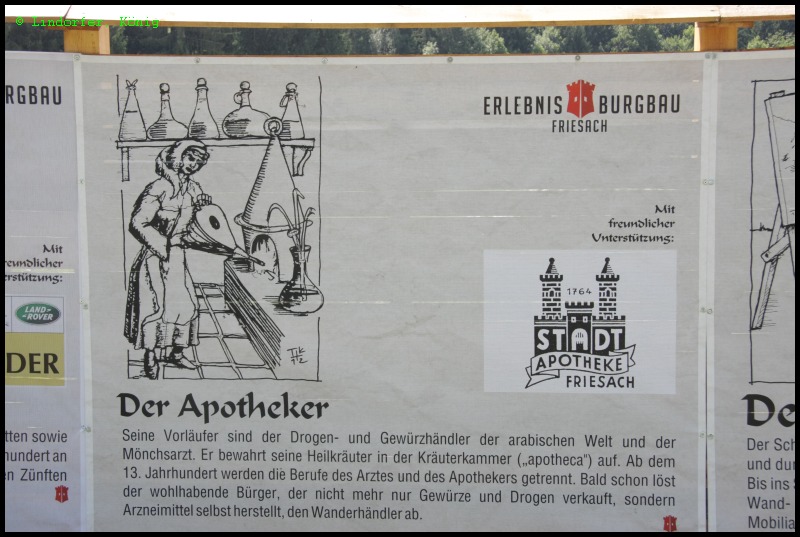 © Lindorfer - König
RGBAU
Mit
freundlicher
Unterstützung:
LAND-
ROVER
DER
tten sowie
hundert an
en Zünften
ERLEBNIS BURGBAU
FRIESACH
Mit
freundlicher
Unterstützung:
1764
STADT
APOTHEKE
FRIESACH
Der Apotheker
Seine Vorläufer sind der Drogen- und Gewürzhändler der arabischen Welt und der
Mönchsarzt. Er bewahrt seine Heilkräuter in der Kräuterkammer („apotheca") auf. Ab dem
13. Jahrhundert werden die Berufe des Arztes und des Apothekers getrennt. Bald schon löst
der wohlhabende Bürger, der nicht mehr nur Gewürze und Drogen verkauft, sondern
Arzneimittel selbst herstellt, den Wanderhändler ab.
De
Der Sch
und dur
Bis ins
Wand-
Mobilia